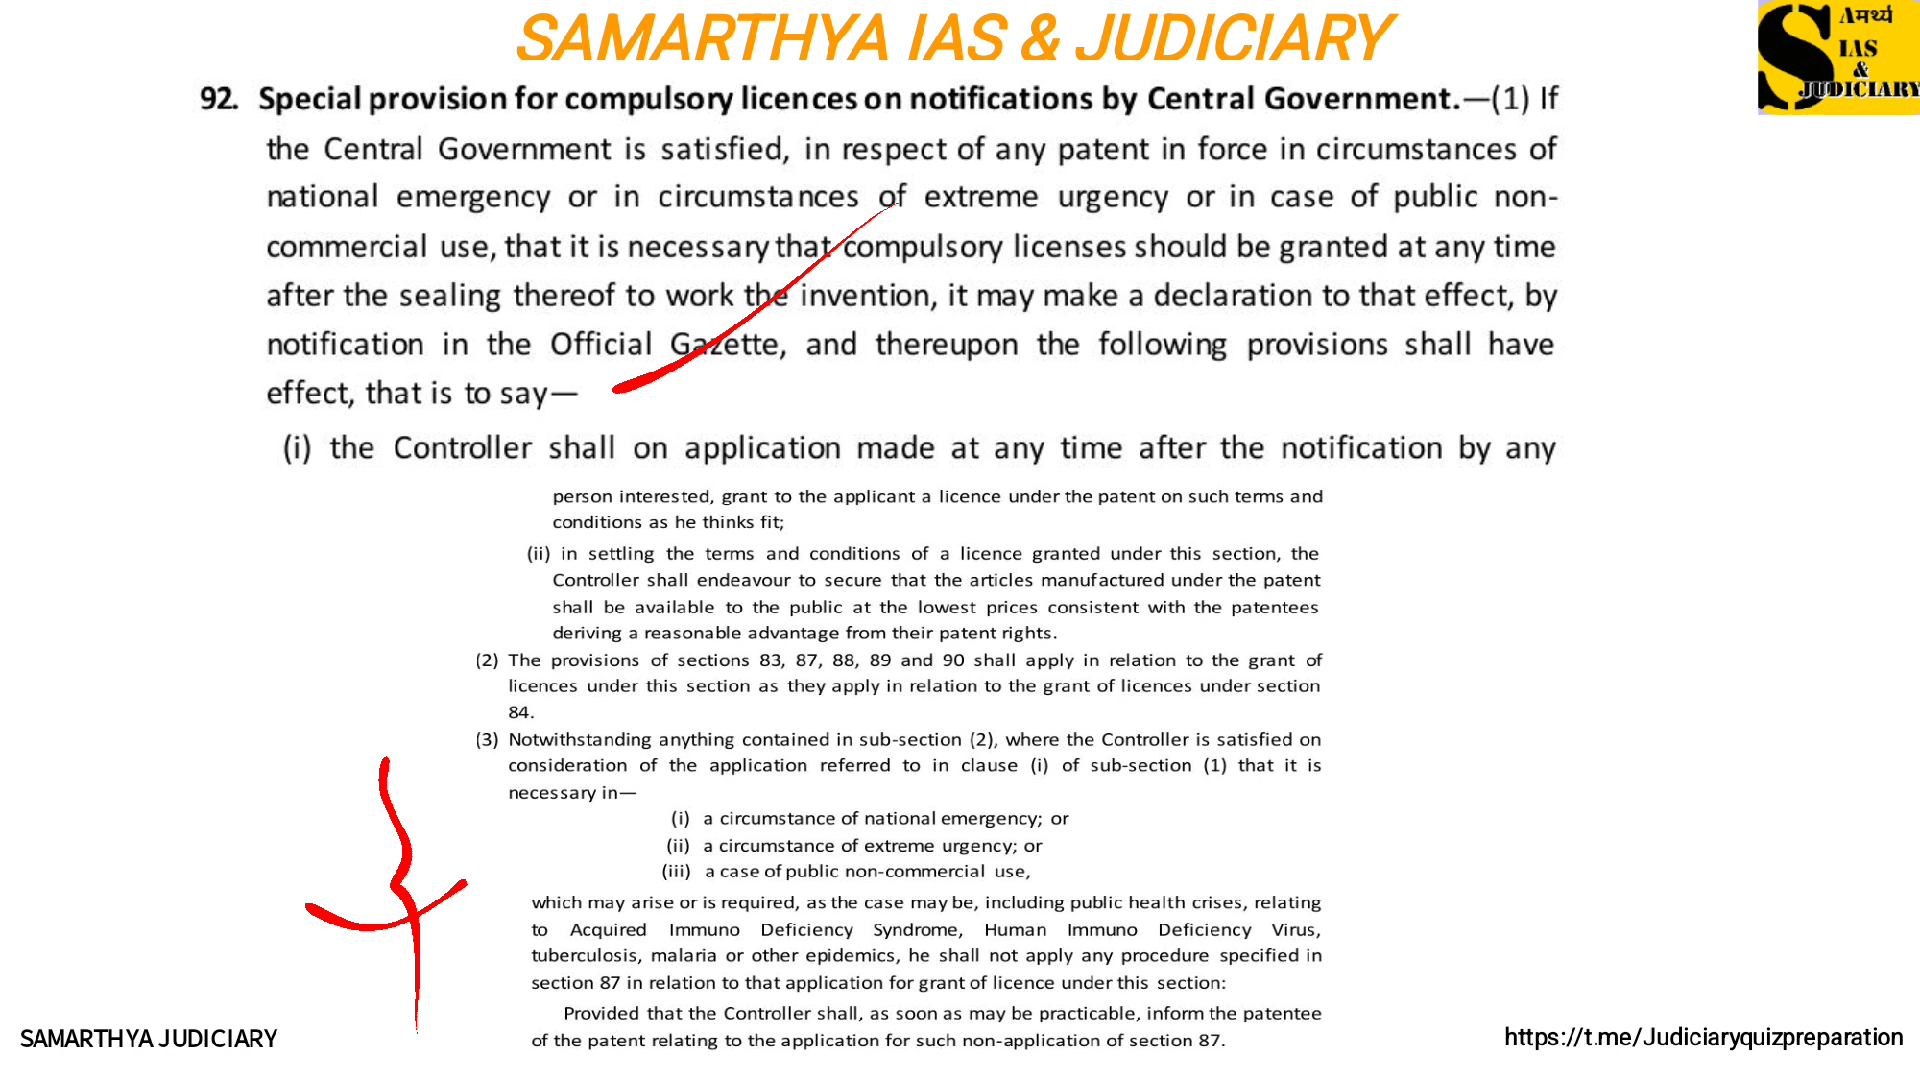 SAMARTHYA IAS & JUDICIARY
Λमर्थ्य
IAS
&
JUDICIARY
92. Special provision for compulsory licences on notifications by Central Government.—(1) If
the Central Government is satisfied, in respect of any patent in force in circumstances of
national emergency or in circumstances of extreme urgency or in case of public non-
commercial use, that it is necessary that compulsory licenses should be granted at any time
after the sealing thereof to work the invention, it may make a declaration to that effect, by
notification in the Official Gazette, and thereupon the following provisions shall have
effect, that is to say—
(i) the Controller shall on application made at any time after the notification by any
person interested, grant to the applicant a licence under the patent on such terms and
conditions as he thinks fit;
(ii) in settling the terms and conditions of a licence granted under this section, the
Controller shall endeavour to secure that the articles manufactured under the patent
shall be available to the public at the lowest prices consistent with the patentees
deriving a reasonable advantage from their patent rights.
(2) The provisions of sections 83, 87, 88, 89 and 90 shall apply in relation to the grant of
licences under this section as they apply in relation to the grant of licences under section
84.
(3) Notwithstanding anything contained in sub-section (2), where the Controller is satisfied on
consideration of the application referred to in clause (i) of sub-section (1) that it is
necessary in—
(i) a circumstance of national emergency; or
(ii) a circumstance of extreme urgency; or
(iii) a case of public non-commercial use,
which may arise or is required, as the case may be, including public health crises, relating
to Acquired Immuno Deficiency Syndrome, Human Immuno Deficiency Virus,
tuberculosis, malaria or other epidemics, he shall not apply any procedure specified in
section 87 in relation to that application for grant of licence under this section:
Provided that the Controller shall, as soon as may be practicable, inform the patentee
of the patent relating to the application for such non-application of section 87.
SAMARTHYA JUDICIARY
https://t.me/Judiciaryquizpreparation